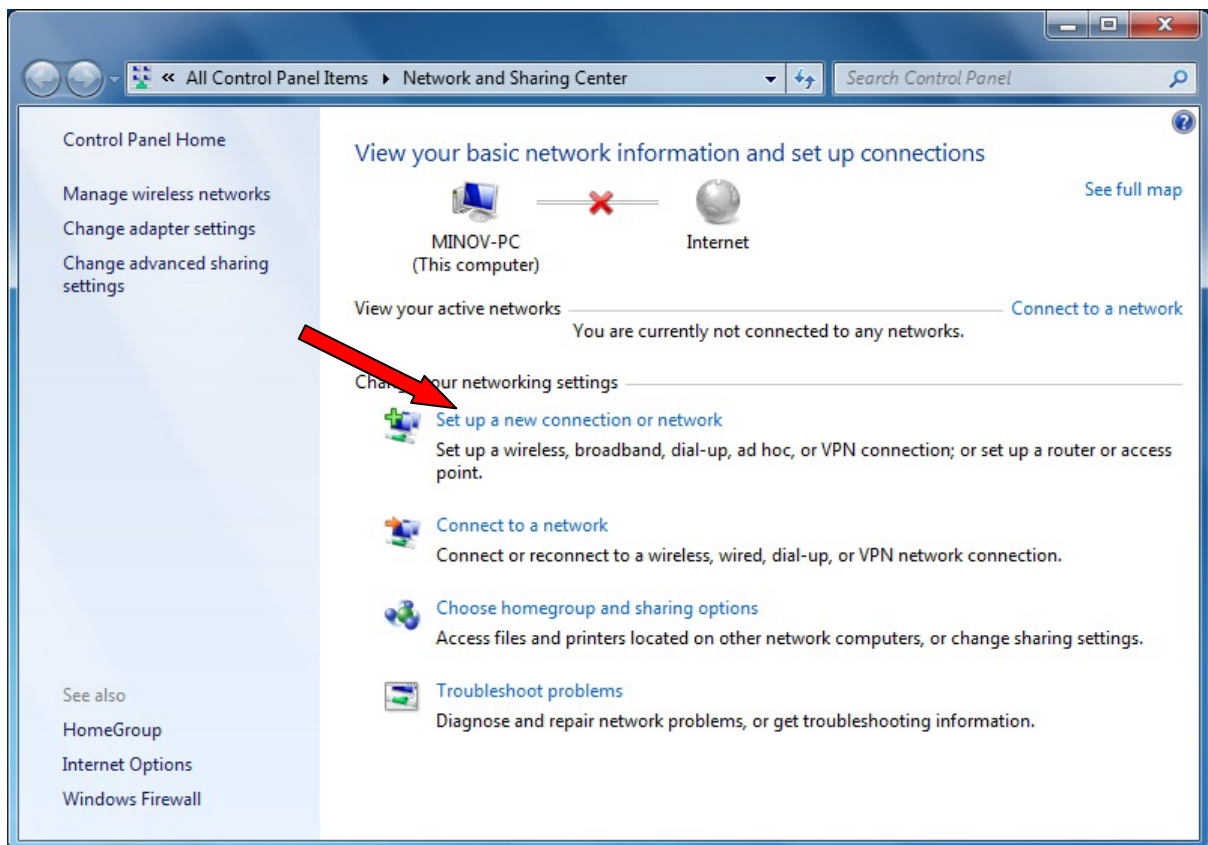 « All Control Panel Items ▸ Network and Sharing Center
Search Control Panel
Control Panel Home
Manage wireless networks
Change adapter settings
Change advanced sharing
settings
See also
HomeGroup
Internet Options
Windows Firewall
View your basic network information and set up connections
See full map
MINOV-PC
(This computer)
Internet
View your active networks
Connect to a network
You are currently not connected to any networks.
Change your networking settings
Set up a new connection or network
Set up a wireless, broadband, dial-up, ad hoc, or VPN connection; or set up a router or access
point.
Connect to a network
Connect or reconnect to a wireless, wired, dial-up, or VPN network connection.
Choose homegroup and sharing options
Access files and printers located on other network computers, or change sharing settings.
Troubleshoot problems
Diagnose and repair network problems, or get troubleshooting information.